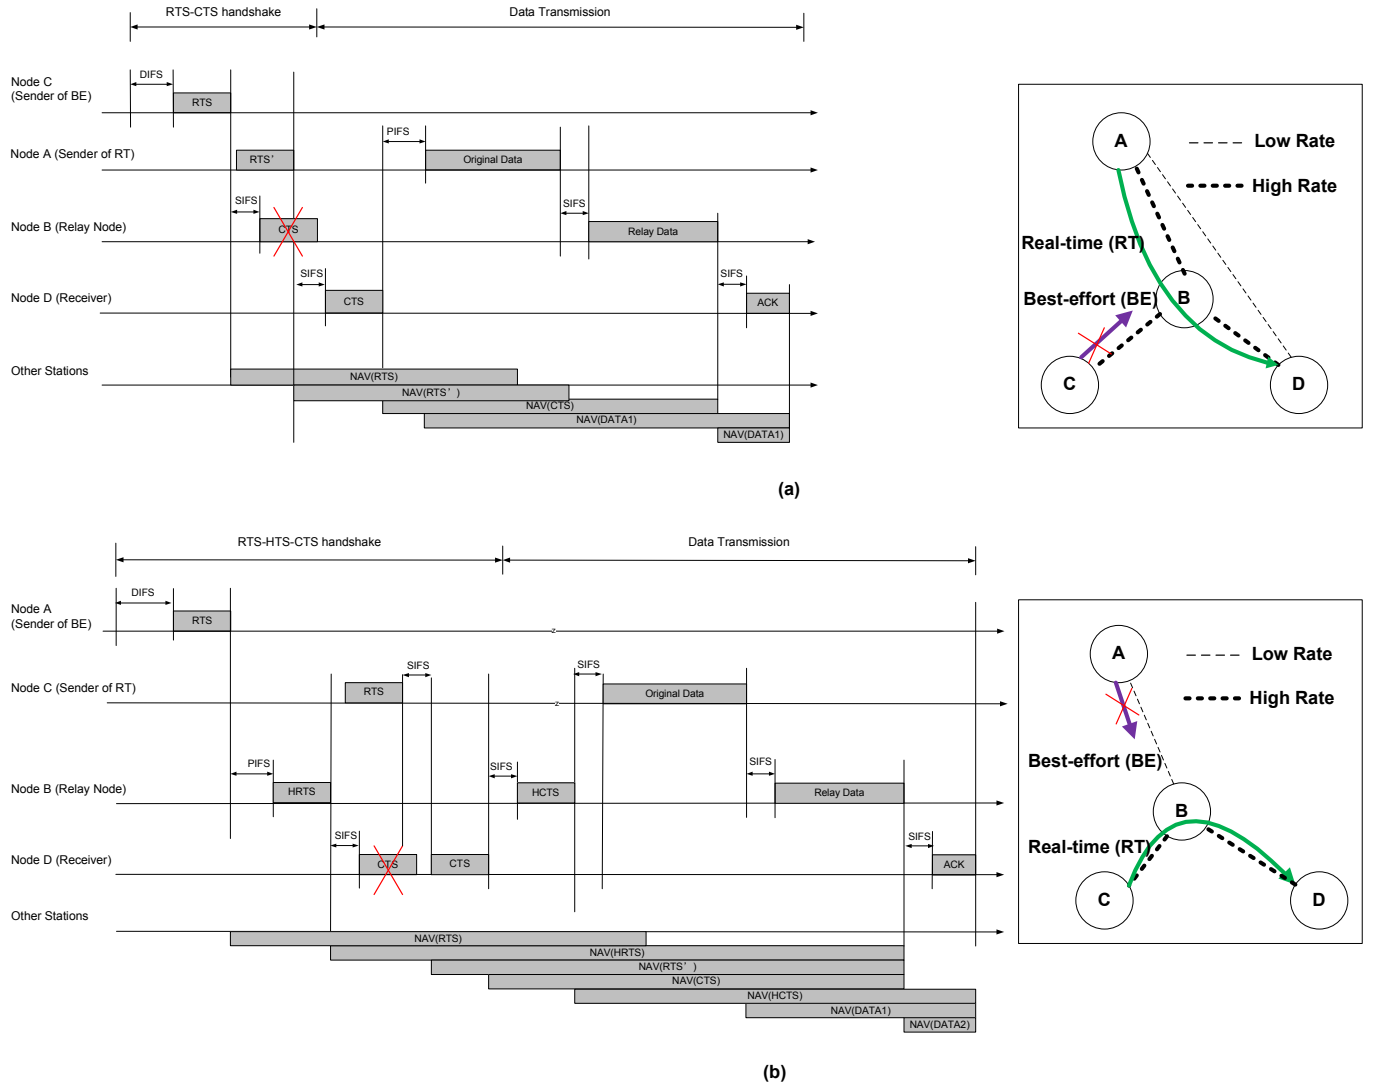 RTS-CTS handshake
Data Transmission
Node C
(Sender of BE)
DIFS
RTS
Node A (Sender of RT)
RTS’
PIFS
Original Data
Node B (Relay Node)
SIFS
CTS
SIFS
Relay Data
Node D (Receiver)
SIFS
CTS
SIFS
ACK
Other Stations
NAV(RTS)
NAV(RTS’ )
NAV(CTS)
NAV(DATA1)
NAV(DATA1)
A
Low Rate
High Rate
Real-time (RT)
Best-effort (BE)
B
C
D
(a)
RTS-HTS-CTS handshake
Data Transmission
Node A
(Sender of BE)
DIFS
RTS
z
Node C (Sender of RT)
RTS
SIFS
SIFS
Original Data
z
Node B (Relay Node)
PIFS
HRTS
SIFS
HCTS
SIFS
Relay Data
Node D (Receiver)
SIFS
CTS
CTS
SIFS
ACK
Other Stations
NAV(RTS)
NAV(HRTS)
NAV(RTS’ )
NAV(CTS)
NAV(HCTS)
NAV(DATA1)
NAV(DATA2)
A
Low Rate
High Rate
Best-effort (BE)
B
Real-time (RT)
C
D
(b)